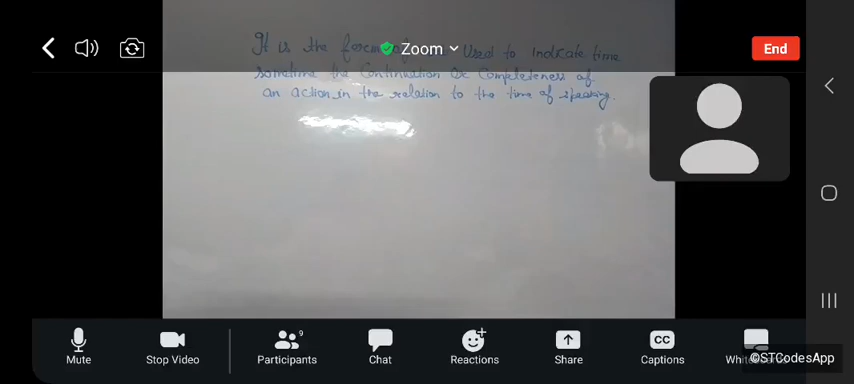 Zoom
End
It is the form of used to indicate time
sometime the Continuation Or Completeness of
an action in the relation to the time of speaking.
Mute
Stop Video
Participants
9
Chat
Reactions
Share
CC
Captions
©STCodesApp